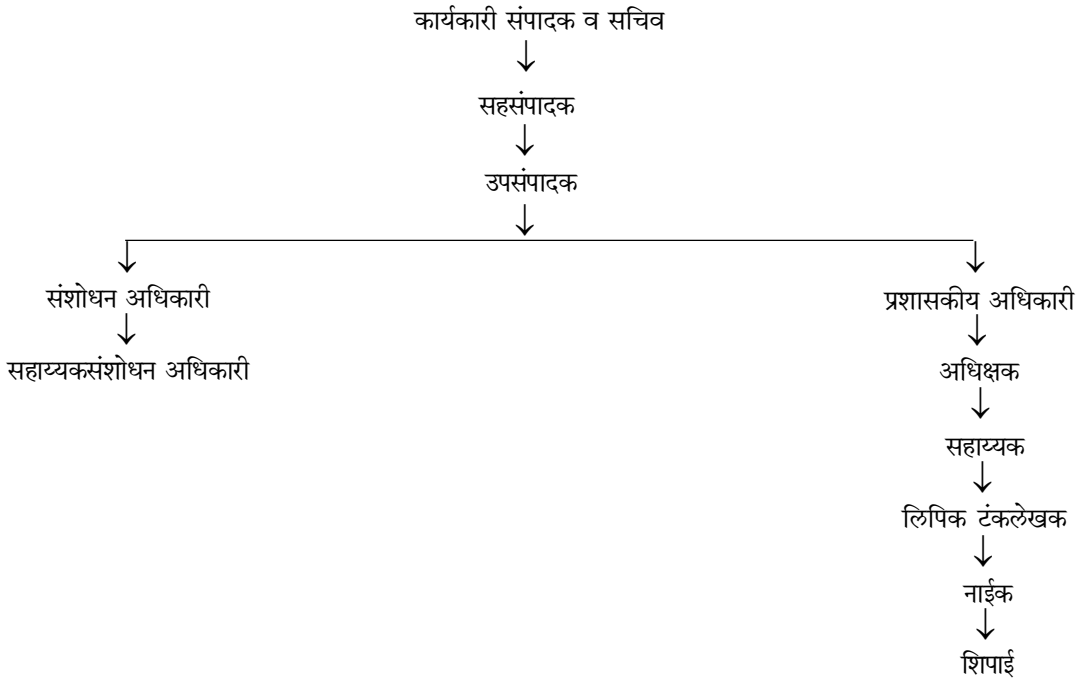 कार्यकारी संपादक व सचिव
सहसंपादक
उपसंपादक
संशोधन अधिकारी
प्रशासकीय अधिकारी
सहाय्यकसंशोधन अधिकारी
अधिक्षक
सहाय्यक
लिपिक टंकलेखक
नाईक
शिपाई